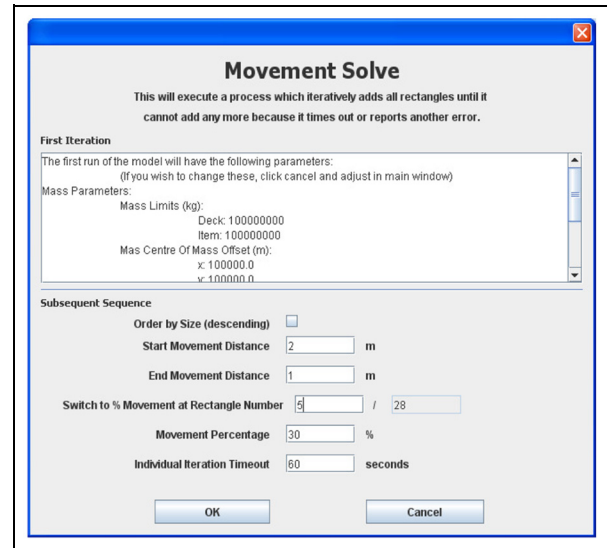 Movement Solve
This will execute a process which iteratively adds all rectangles until it
cannot add any more because it times out or reports another error.
First Iteration
The first run of the model will have the following parameters:
(If you wish to change these, click cancel and adjust in main window)
Mass Parameters:
Mass Limits (kg):
Deck: 100000000
Item: 100000000
Mas Centre Of Mass Offset (m):
x: 100000.0
y: 100000.0
Subsequent Sequence
Order by Size (descending)
Start Movement Distance 2 m
End Movement Distance 1 m
Switch to % Movement at Rectangle Number 5 / 28
Movement Percentage 30 %
Individual Iteration Timeout 60 seconds
OK Cancel